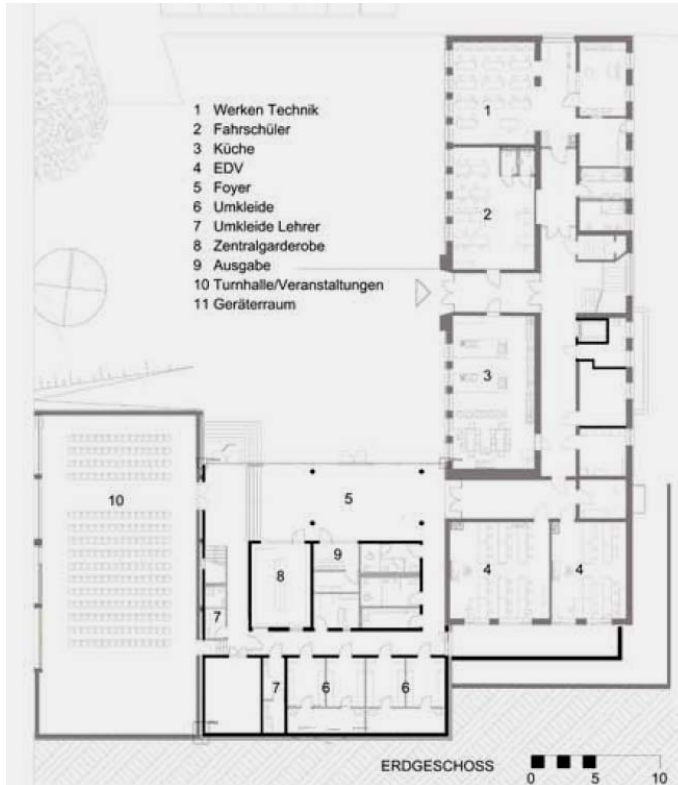 1 Werken Technik
2 Fahrschüler
3 Küche
4 EDV
5 Foyer
6 Umkleide
7 Umkleide Lehrer
8 Zentralgarderobe
9 Ausgabe
10 Turnhalle/Veranstaltungen
11 Geräterraum
1
2
3
10
5
9
8
4 4
7
7 6 6
ERDGESCHOSS
0 5 10